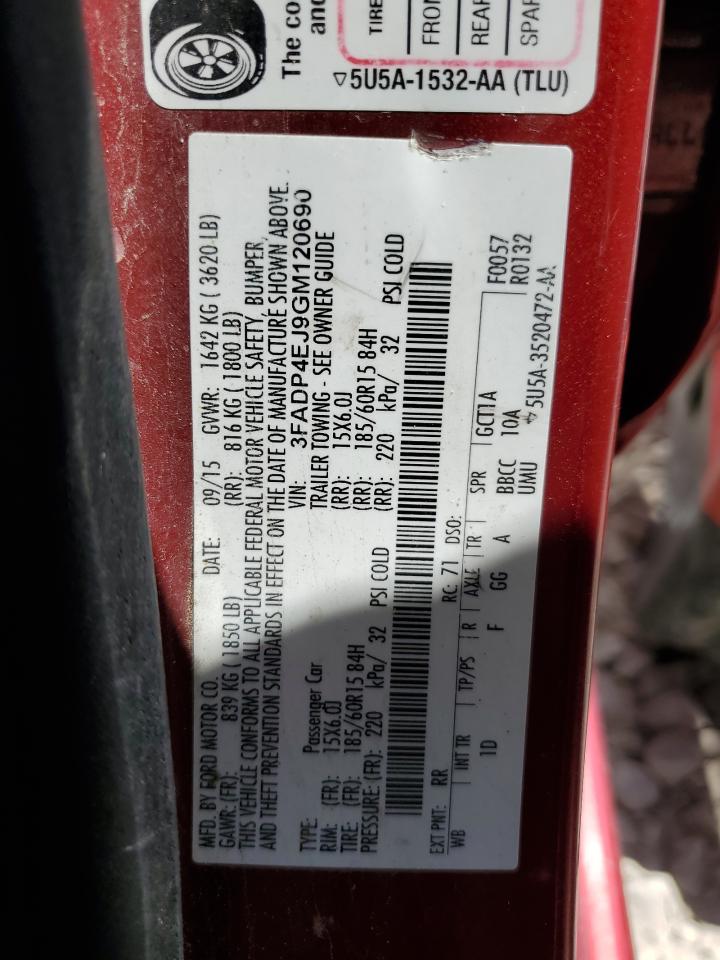 The co
and
TIRE
FRON
REAR
SPAR
▽5U5A-1532-AA (TLU)
MFD. BY FORD MOTOR CO. DATE: 09/15 GVWR: 1642 KG ( 3620 LB)
GAWR: (FR): 839 KG ( 1850 LB) (RR): 816 KG ( 1800 LB)
THIS VEHICLE CONFORMS TO ALL APPLICABLE FEDERAL MOTOR VEHICLE SAFETY, BUMPER,
AND THEFT PREVENTION STANDARDS IN EFFECT ON THE DATE OF MANUFACTURE SHOWN ABOVE.
VIN: 3FADP4EJ9GM120690
TYPE: Passenger Car TRAILER TOWING - SEE OWNER GUIDE
RIM: (FR): 15X6.0J (RR): 15X6.0J
TIRE: (FR): 185/60R15 84H (RR): 185/60R15 84H
PRESSURE: (FR): 220 kPa/ 32 PSI COLD (RR): 220 kPa/ 32 PSI COLD
EXT PNT: RR RC: 71 DSO: F0057
WB INT TR TP/PS R AXLE TR SPR GCT1A R0132
1D F GG A BBCC 10A
UMU ▽5U5A-3520472-AA